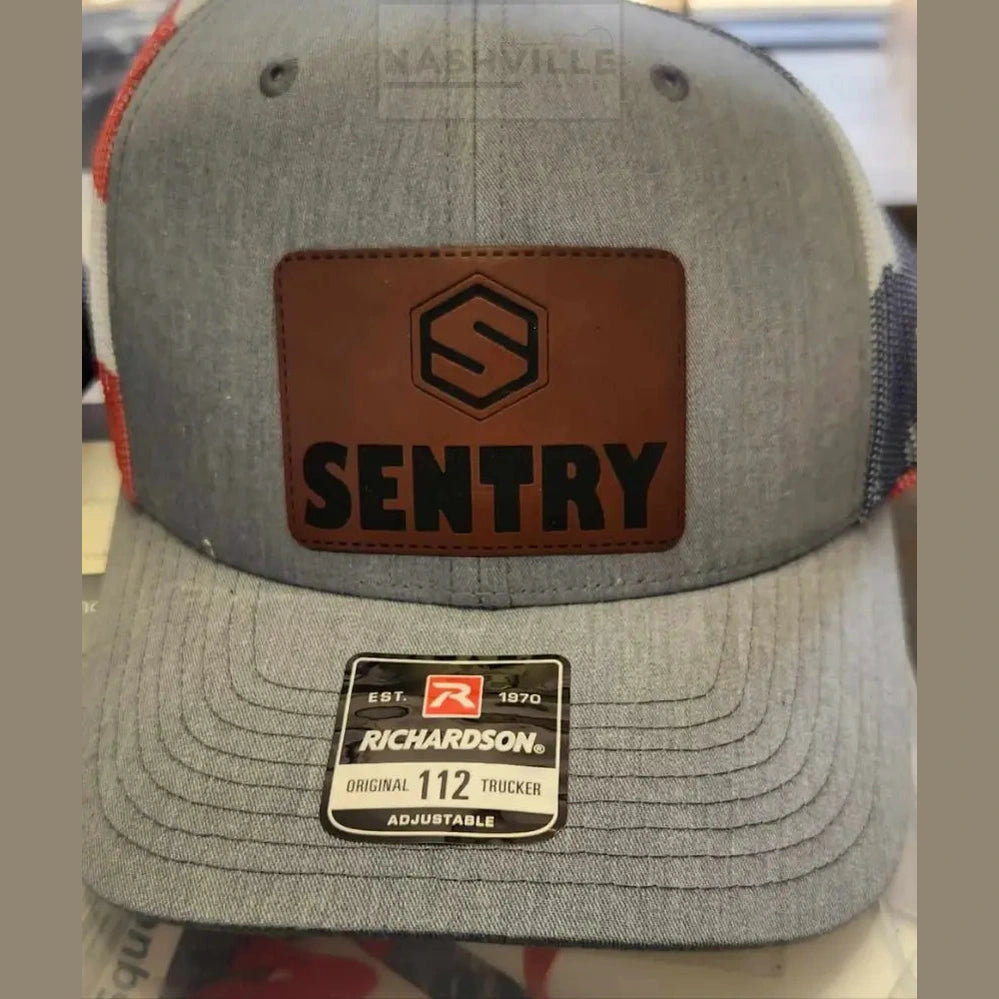 NASHVILLE
S
SENTRY
EST. R 1970
RICHARDSON®
ORIGINAL 112 TRUCKER
ADJUSTABLE